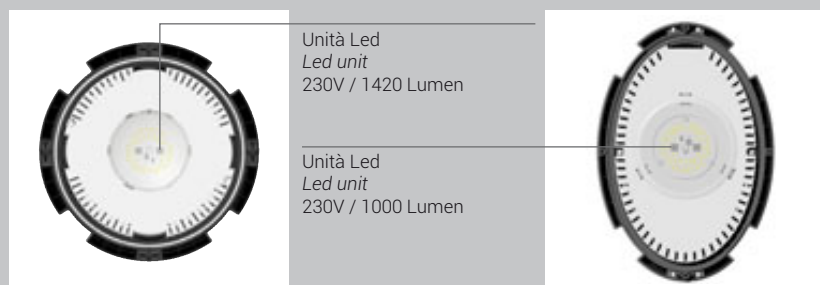 Unità Led
Led unit
230V / 1420 Lumen
Unità Led
Led unit
230V / 1000 Lumen